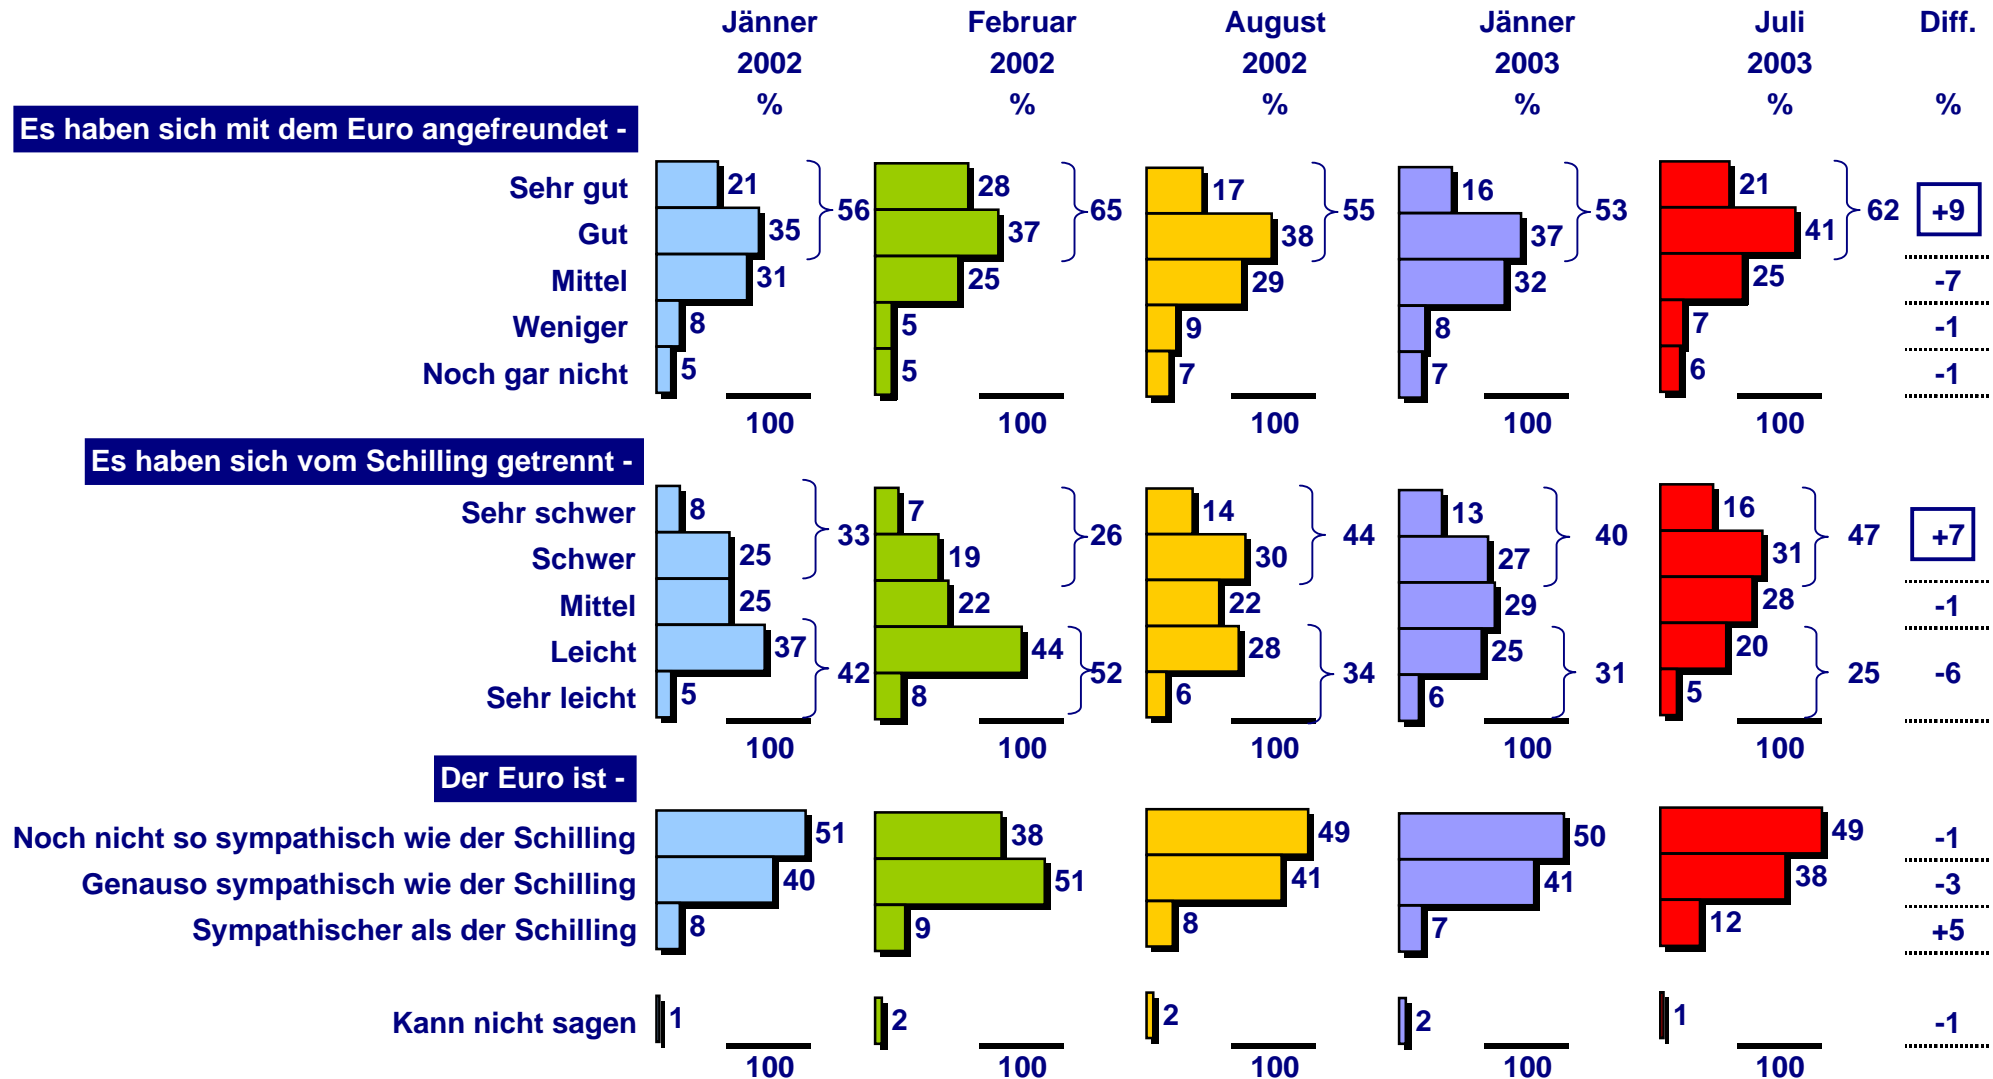 Jänner Februar August Jänner Juli Diff.
2002 2002 2002 2003 2003
% % % % % %
Es haben sich mit dem Euro angefreundet -
Sehr gut 21 28 17 16 21
56 65 55 53 62 +9
Gut 35 37 38 37 41
Mittel 31 25 29 32 25 -7
Weniger 8 5 9 8 7 -1
Noch gar nicht 5 5 7 7 6 -1
100 100 100 100 100
Es haben sich vom Schilling getrennt -
Sehr schwer 8 7 14 13 16
33 26 44 40 47 +7
Schwer 25 19 30 27 31
Mittel 25 22 22 29 28 -1
Leicht 37 44 28 25 20
42 52 34 31 25 -6
Sehr leicht 5 8 6 6 5
100 100 100 100 100
Der Euro ist -
Noch nicht so sympathisch wie der Schilling 51 38 49 50 49 -1
Genauso sympathisch wie der Schilling 40 51 41 41 38 -3
Sympathischer als der Schilling 8 9 8 7 12 +5
Kann nicht sagen 1 2 2 2 1 -1
100 100 100 100 100